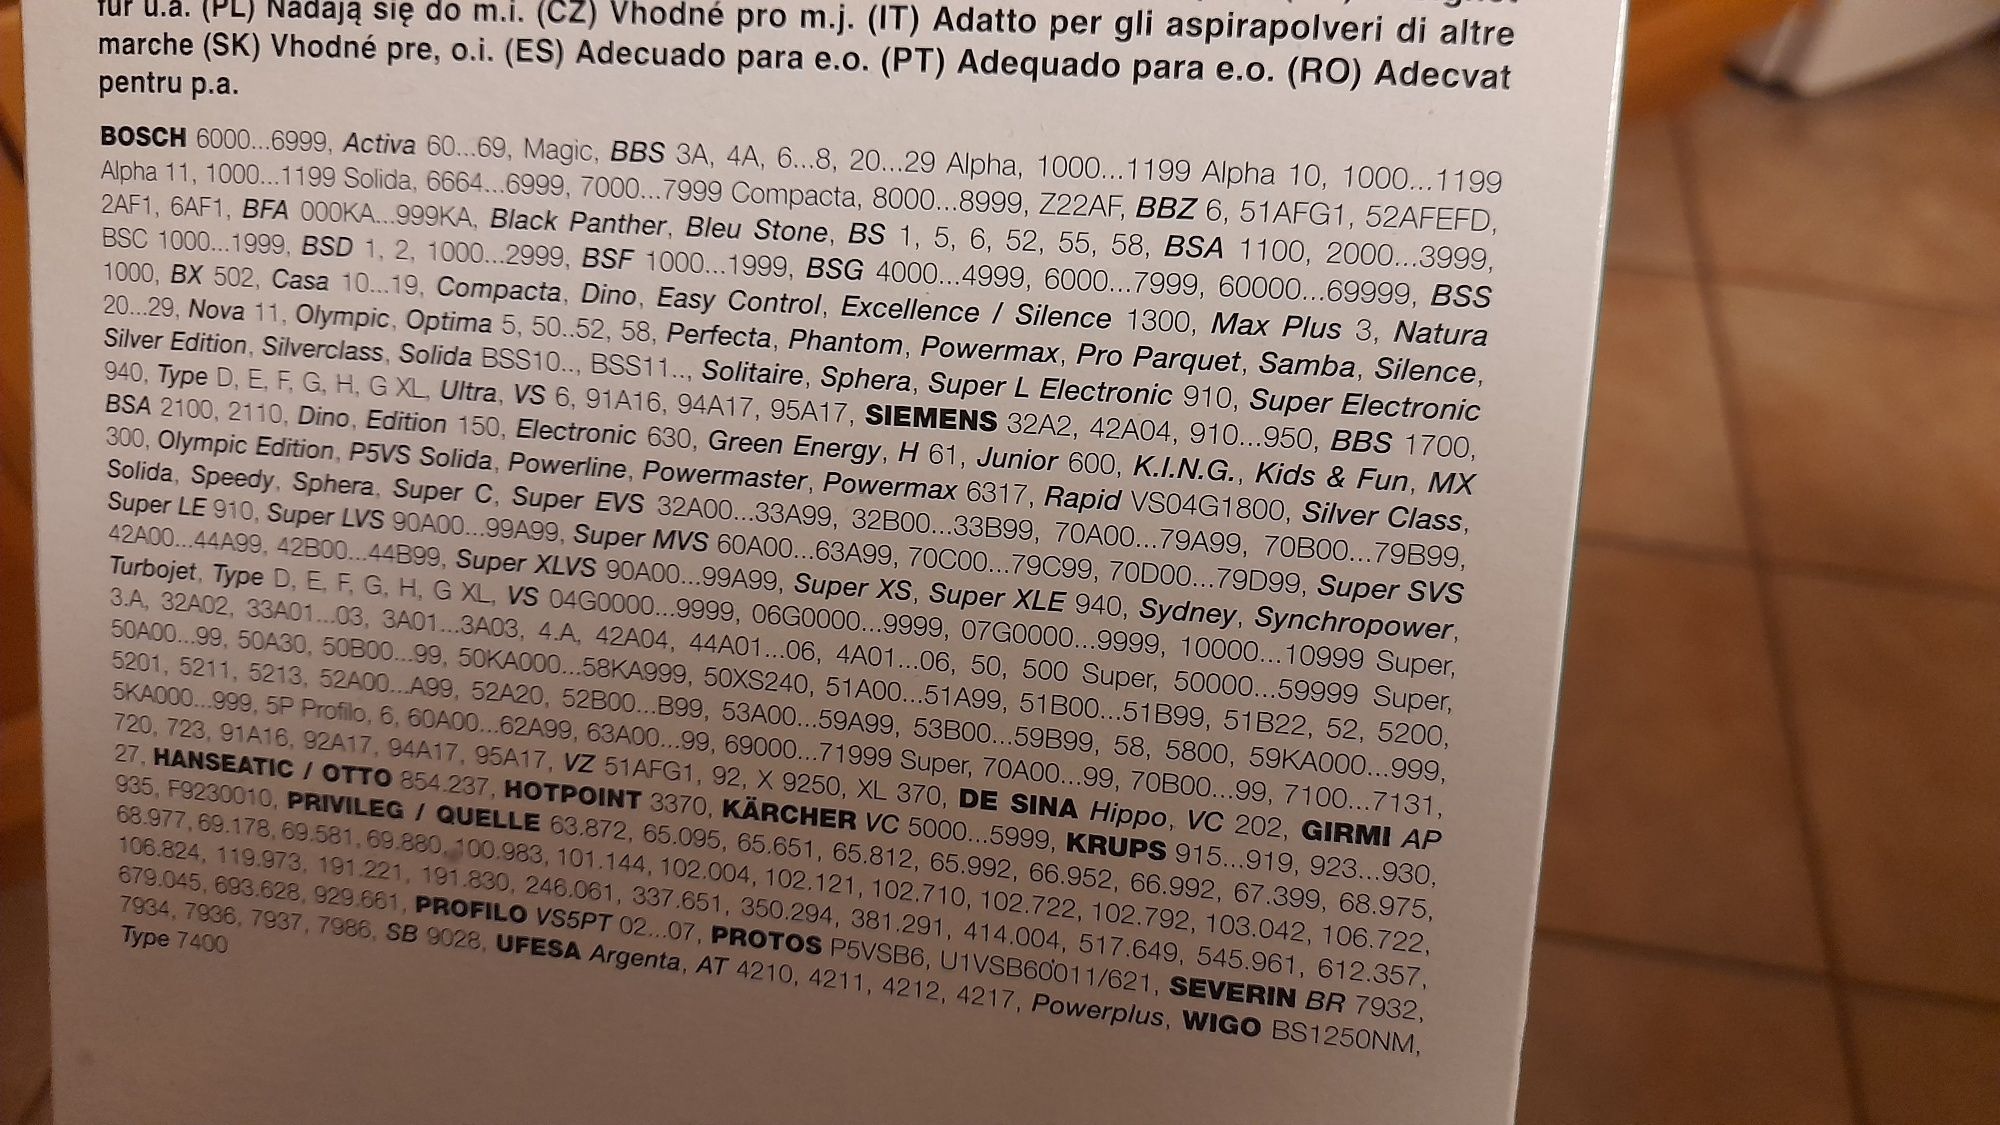 für u.a. (PL) Nadają się do m.i. (CZ) Vhodné pro m.j. (IT) Adatto per gli aspirapolveri di altre
marche (SK) Vhodné pre, o.i. (ES) Adecuado para e.o. (PT) Adequado para e.o. (RO) Adecvat
pentru p.a.
BOSCH 6000...6999, Activa 60...69, Magic, BBS 3A, 4A, 6...8, 20...29 Alpha, 1000...1199 Alpha 10, 1000...1199
Alpha 11, 1000...1199 Solida, 6664...6999, 7000...7999 Compacta, 8000...8999, Z22AF, BBZ 6, 51AFG1, 52AFEFD,
2AF1, 6AF1, BFA 000KA...999KA, Black Panther, Bleu Stone, BS 1, 5, 6, 52, 55, 58, BSA 1100, 2000...3999,
BSC 1000...1999, BSD 1, 2, 1000...2999, BSF 1000...1999, BSG 4000...4999, 6000...7999, 60000...69999, BSS
1000, BX 502, Casa 10...19, Compacta, Dino, Easy Control, Excellence / Silence 1300, Max Plus 3, Natura
20...29, Nova 11, Olympic, Optima 5, 50..52, 58, Perfecta, Phantom, Powermax, Pro Parquet, Samba, Silence,
Silver Edition, Silverclass, Solida BSS10.., BSS11.., Solitaire, Sphera, Super L Electronic 910, Super Electronic
940, Type D, E, F, G, H, G XL, Ultra, VS 6, 91A16, 94A17, 95A17, SIEMENS 32A2, 42A04, 910...950, BBS 1700,
BSA 2100, 2110, Dino, Edition 150, Electronic 630, Green Energy, H 61, Junior 600, K.I.N.G., Kids & Fun, MX
300, Olympic Edition, P5VS Solida, Powerline, Powermaster, Powermax 6317, Rapid VS04G1800, Silver Class,
Solida, Speedy, Sphera, Super C, Super EVS 32A00...33A99, 32B00...33B99, 70A00...79A99, 70B00...79B99,
Super LE 910, Super LVS 90A00...99A99, Super MVS 60A00...63A99, 70C00...79C99, 70D00...79D99, Super SVS
42A00...44A99, 42B00...44B99, Super XLVS 90A00...99A99, Super XS, Super XLE 940, Sydney, Synchropower,
Turbojet, Type D, E, F, G, H, G XL, VS 04G0000...9999, 06G0000...9999, 07G0000...9999, 10000...10999 Super,
3.A, 32A02, 33A01...03, 3A01...3A03, 4.A, 42A04, 44A01...06, 4A01...06, 50, 500 Super, 50000...59999 Super,
50A00...99, 50A30, 50B00...99, 50KA000...58KA999, 50XS240, 51A00...51A99, 51B00...51B99, 51B22, 52, 5200,
5201, 5211, 5213, 52A00...A99, 52A20, 52B00...B99, 53A00...59A99, 53B00...59B99, 58, 5800, 59KA000...999,
5KA000...999, 5P Profilo, 6, 60A00...62A99, 63A00...99, 69000...71999 Super, 70A00...99, 70B00...99, 7100...7131,
720, 723, 91A16, 92A17, 94A17, 95A17, VZ 51AFG1, 92, X 9250, XL 370, DE SINA Hippo, VC 202, GIRMI AP
27, HANSEATIC / OTTO 854.237, HOTPOINT 3370, KÄRCHER VC 5000...5999, KRUPS 915...919, 923...930,
935, F9230010, PRIVILEG / QUELLE 63.872, 65.095, 65.651, 65.812, 65.992, 66.952, 66.992, 67.399, 68.975,
68.977, 69.178, 69.581, 69.880, 100.983, 101.144, 102.004, 102.121, 102.710, 102.722, 102.792, 103.042, 106.722,
106.824, 119.973, 191.221, 191.830, 246.061, 337.651, 350.294, 381.291, 414.004, 517.649, 545.961, 612.357,
679.045, 693.628, 929.661, PROFILO VS5PT 02...07, PROTOS P5VSB6, U1VSB60011/621, SEVERIN BR 7932,
7934, 7936, 7937, 7986, SB 9028, UFESA Argenta, AT 4210, 4211, 4212, 4217, Powerplus, WIGO BS1250NM,
Type 7400